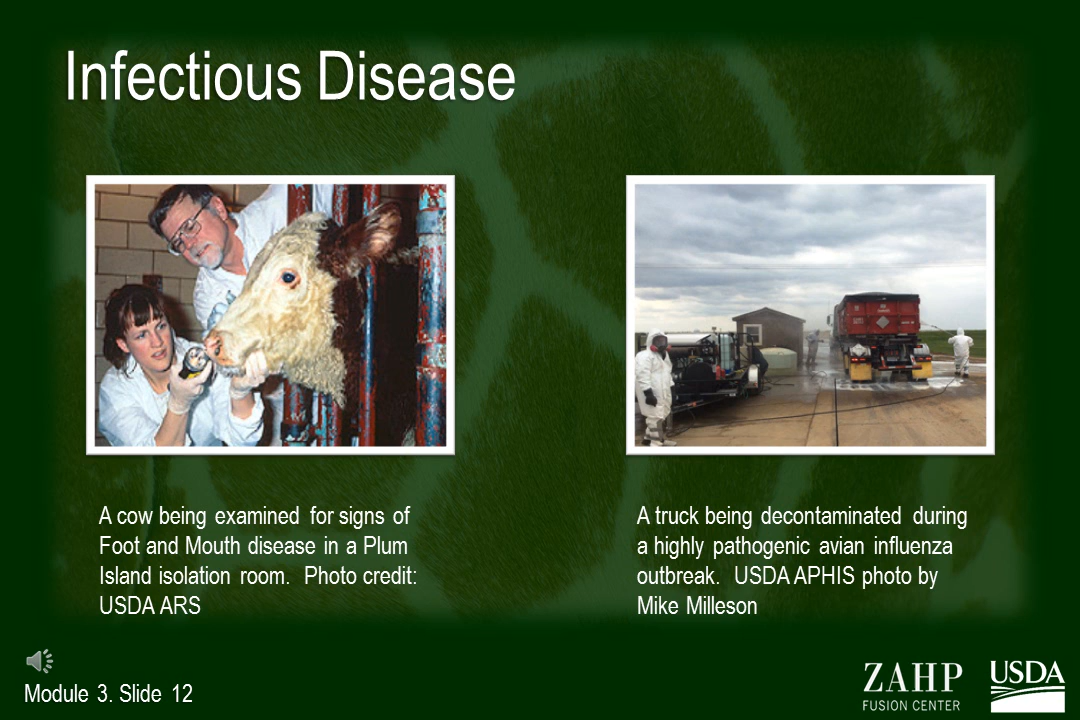 Infectious Disease
A cow being examined for signs of
Foot and Mouth disease in a Plum
Island isolation room. Photo credit:
USDA ARS
A truck being decontaminated during
a highly pathogenic avian influenza
outbreak. USDA APHIS photo by
Mike Milleson
Module 3. Slide 12
ZAHP
FUSION CENTER
USDA